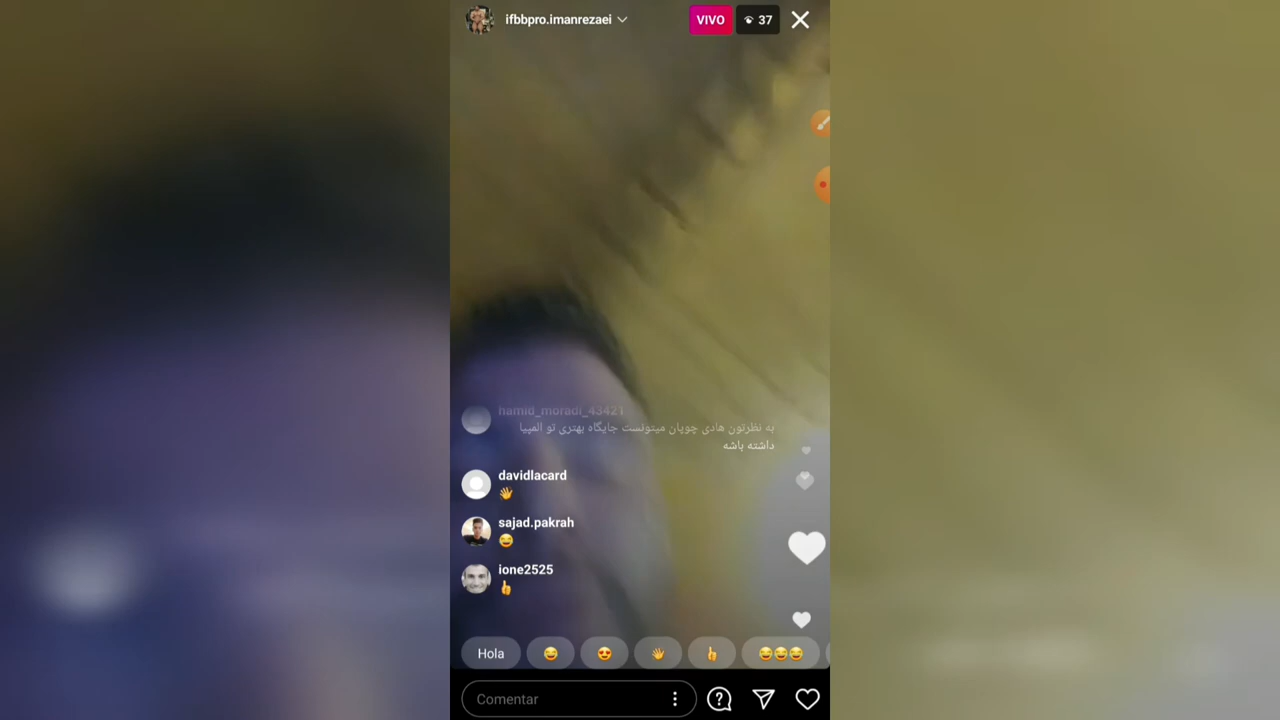 ifbbpro.imanrezaei
VIVO
37
hamid_moradi_43421
به نظرتون هادی چوپان میتونست جایگاه بهتری تو المپیا
داشته باشه
davidlacard
👋
sajad.pakrah
😂
ione2525
👍
Hola 😂 😍 👋 👍 😂😂😂
Comentar